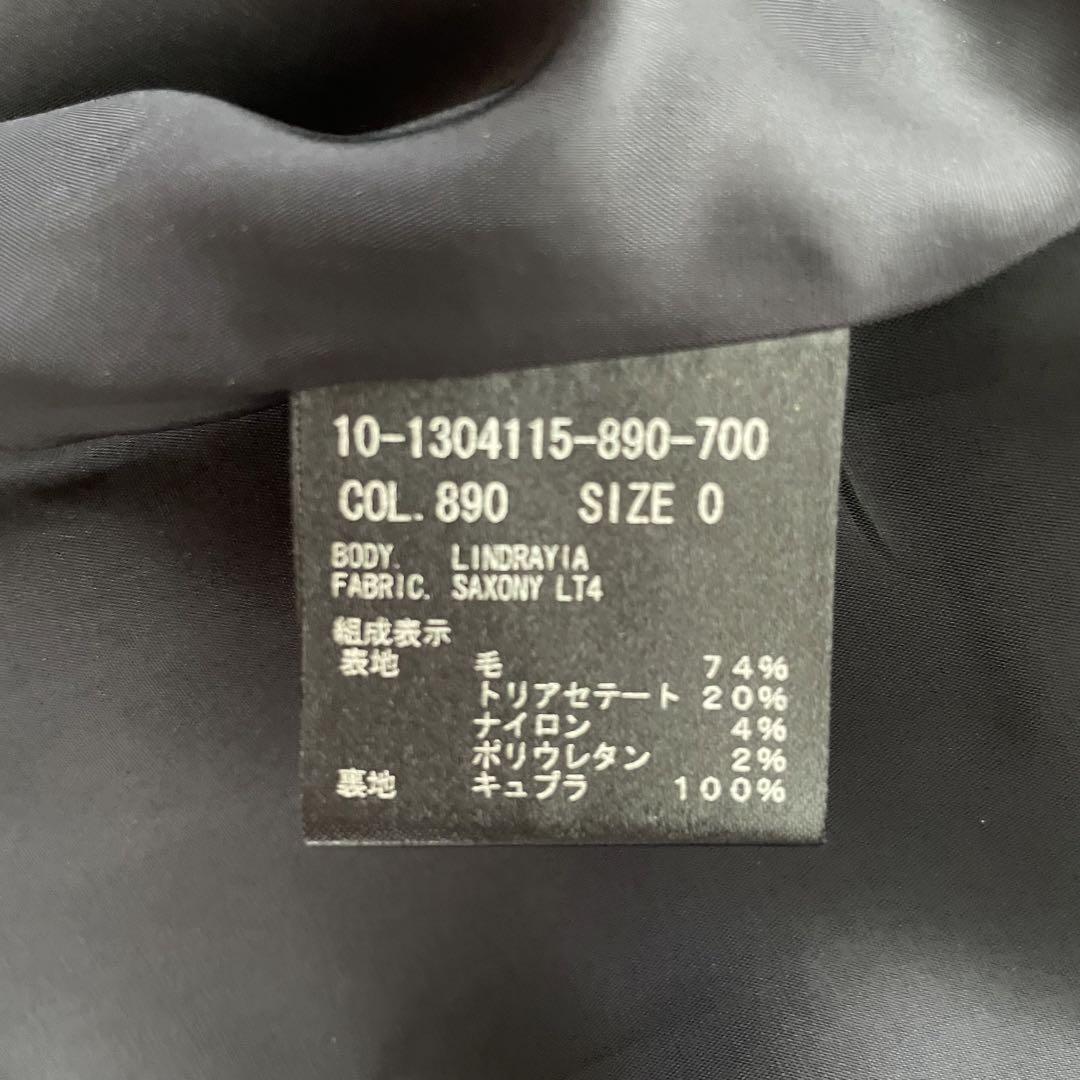 10-1304115-890-700
COL. 890 SIZE 0
BODY. LINDRAYIA
FABRIC. SAXONY LT4
組成表示
表地 毛 74%
トリアセテート 20%
ナイロン 4%
ポリウレタン 2%
裏地 キュプラ 100%